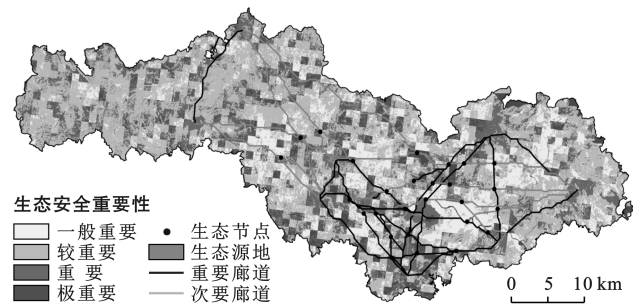 生态安全重要性
一般重要
较重要
重 要
极重要
生态节点
生态源地
重要廊道
次要廊道
0 5 10 km